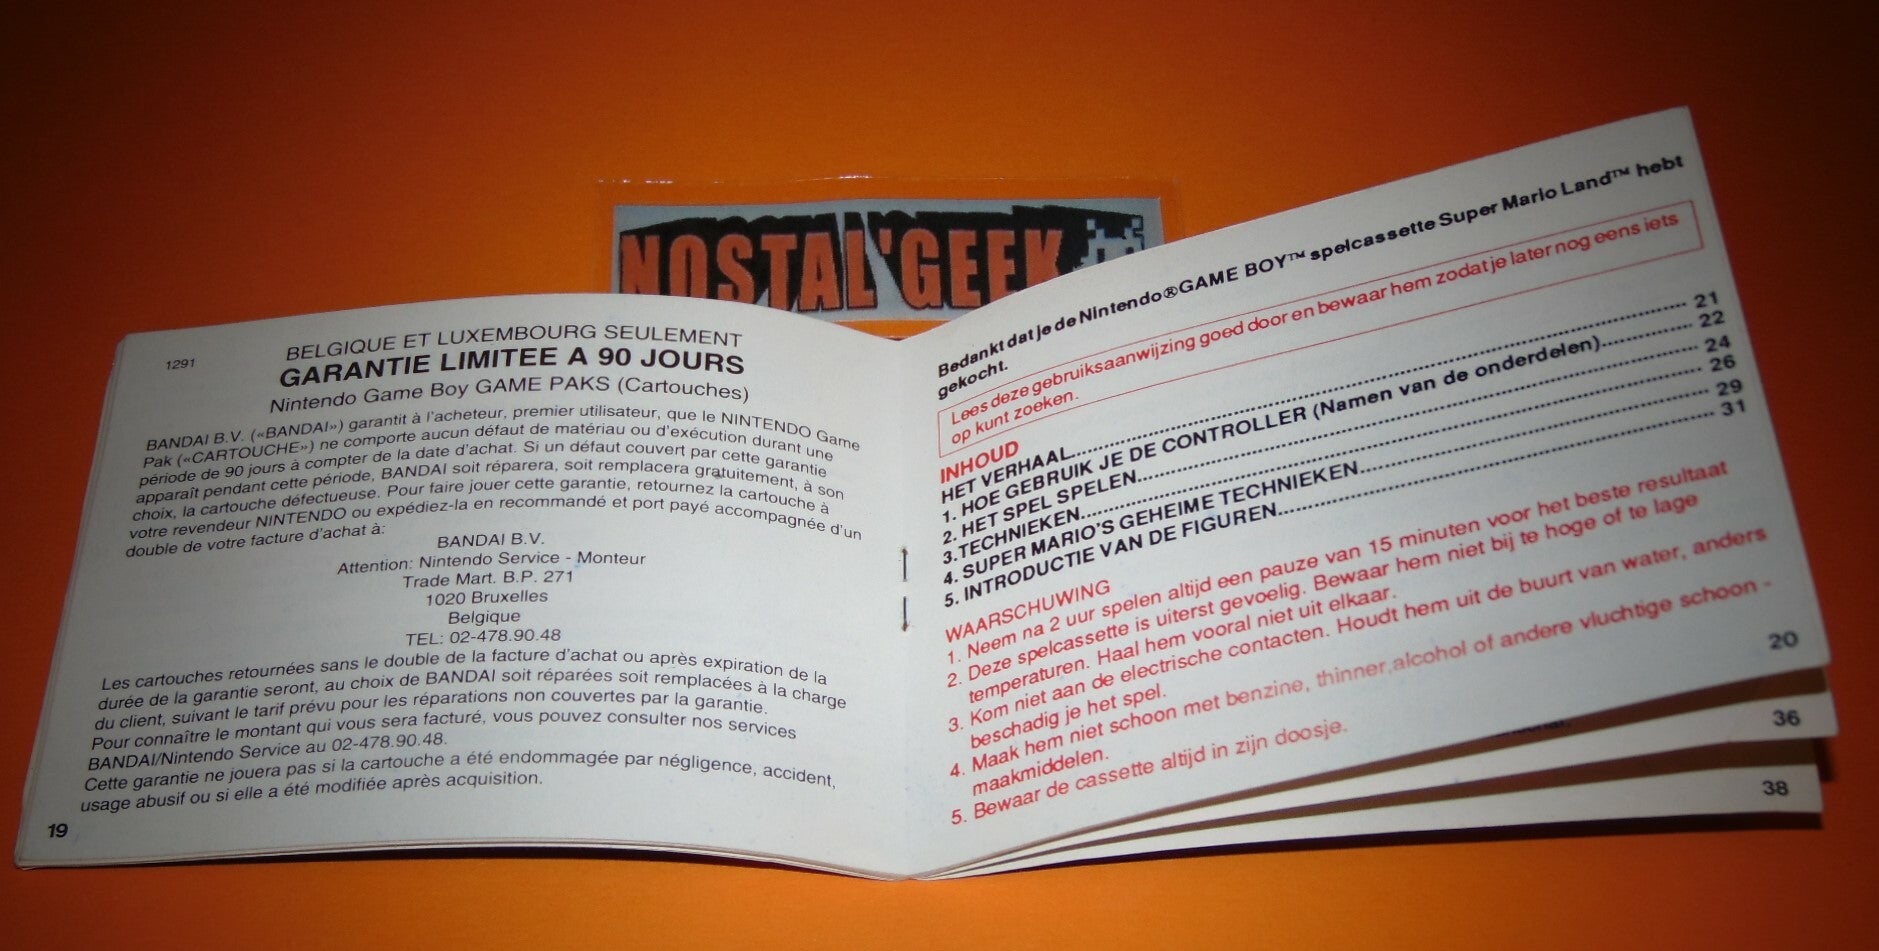 NOSTAL'GEEK
1291
BELGIQUE ET LUXEMBOURG SEULEMENT
GARANTIE LIMITEE A 90 JOURS
Nintendo Game Boy GAME PAKS (Cartouches)
BANDAI B.V. («BANDAI») garantit à l'acheteur, premier utilisateur, que le NINTENDO Game
Pak («CARTOUCHE») ne comporte aucun défaut de matériau ou d'exécution durant une
période de 90 jours à compter de la date d'achat. Si un défaut couvert par cette garantie
apparaît pendant cette période, BANDAI soit réparera, soit remplacera gratuitement, à son
choix, la cartouche défectueuse. Pour faire jouer cette garantie, retournez la cartouche à
votre revendeur NINTENDO ou expédiez-la en recommandé et port payé accompagnée d'un
double de votre facture d'achat à:
BANDAI B.V.
Attention: Nintendo Service - Monteur
Trade Mart. B.P. 271
1020 Bruxelles
Belgique
TEL: 02-478.90.48
Les cartouches retournées sans le double de la facture d'achat ou après expiration de la
durée de la garantie seront, au choix de BANDAI soit réparées soit remplacées à la charge
du client, suivant le tarif prévu pour les réparations non couvertes par la garantie.
Pour connaître le montant qui vous sera facturé, vous pouvez consulter nos services
BANDAI/Nintendo Service au 02-478.90.48.
Cette garantie ne jouera pas si la cartouche a été endommagée par négligence, accident,
usage abusif ou si elle a été modifiée après acquisition.
19
Bedankt dat je de Nintendo® GAME BOY™ spelcassette Super Mario Land™ hebt
gekocht.
Lees deze gebruiksaanwijzing goed door en bewaar hem zodat je later nog eens iets
op kunt zoeken.
INHOUD
HET VERHAAL.......... 21
1. HOE GEBRUIK JE DE CONTROLLER (Namen van de onderdelen).......... 22
2. HET SPEL SPELEN.......... 24
3.TECHNIEKEN.......... 26
4. SUPER MARIO'S GEHEIME TECHNIEKEN.......... 29
5. INTRODUCTIE VAN DE FIGUREN.......... 31
WAARSCHUWING
1. Neem na 2 uur spelen altijd een pauze van 15 minuten voor het beste resultaat
2. Deze spelcassette is uiterst gevoelig. Bewaar hem niet bij te hoge of te lage
temperaturen. Haal hem vooral niet uit elkaar.
3. Kom niet aan de electrische contacten. Houdt hem uit de buurt van water, anders
beschadig je het spel.
4. Maak hem niet schoon met benzine, thinner,alcohol of andere vluchtige schoon -
maakmiddelen.
5. Bewaar de cassette altijd in zijn doosje.
20
36
38